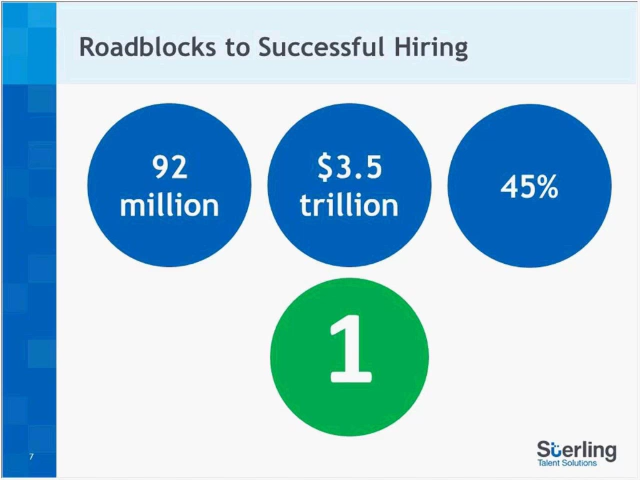 Roadblocks to Successful Hiring
92
million
$3.5
trillion
45%
1
7
Sterling
Talent Solutions